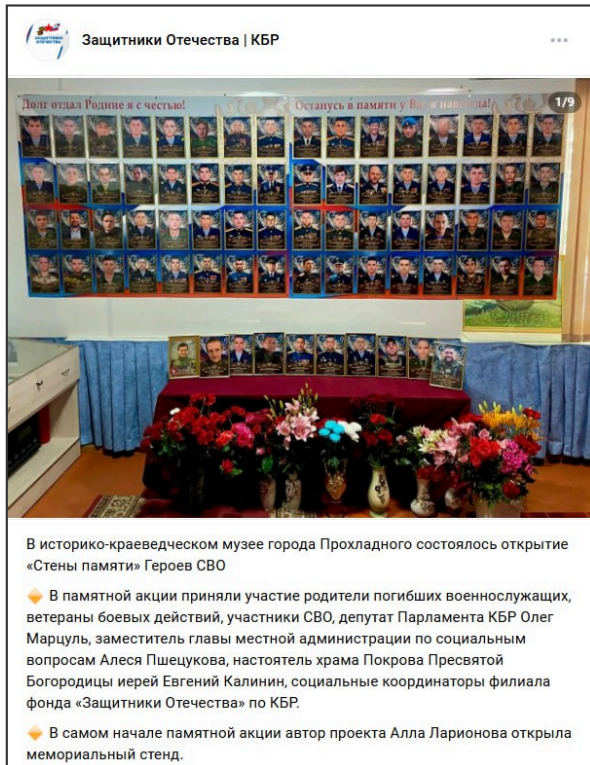 ЗАЩИТНИКИ
ОТЕЧЕСТВА
Защитники Отечества | КБР
Долг отдал Родине я с честью!
Останусь в памяти у Вас я навсегда!
1/9
В историко-краеведческом музее города Прохладного состоялось открытие
«Стены памяти» Героев СВО
В памятной акции приняли участие родители погибших военнослужащих,
ветераны боевых действий, участники СВО, депутат Парламента КБР Олег
Марцуль, заместитель главы местной администрации по социальным
вопросам Алеся Пшецукова, настоятель храма Покрова Пресвятой
Богородицы иерей Евгений Калинин, социальные координаторы филиала
фонда «Защитники Отечества» по КБР.
В самом начале памятной акции автор проекта Алла Ларионова открыла
мемориальный стенд.